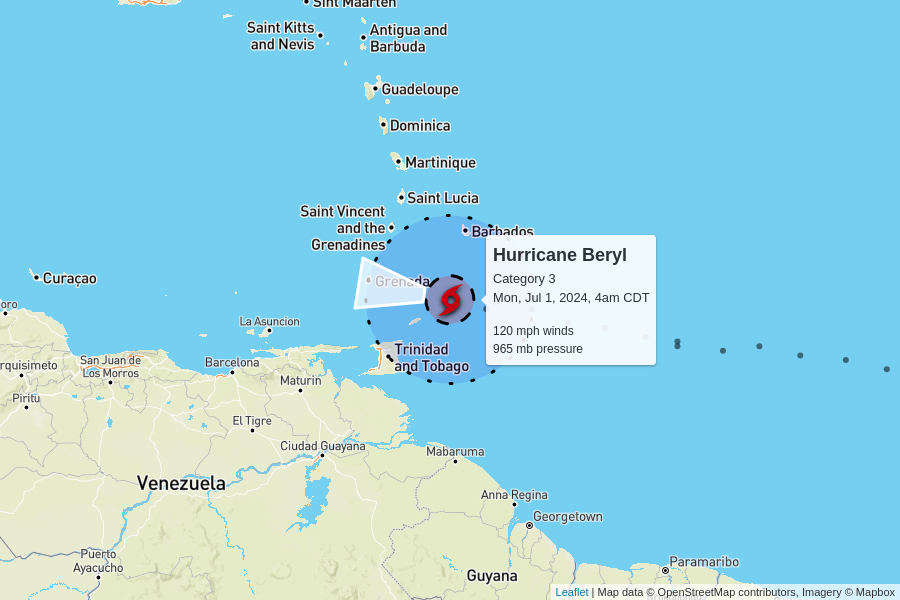 Sint Maarten
Saint Kitts
and Nevis
Antigua and
Barbuda
Guadeloupe
Dominica
Martinique
Saint Lucia
Saint Vincent
and the
Grenadines
Barbados
Hurricane Beryl
Category 3
Mon, Jul 1, 2024, 4am CDT
120 mph winds
965 mb pressure
Grenada
Curaçao
oro
La Asuncion
Trinidad
and Tobago
rquisimeto
San Juan de
Los Morros
Barcelona
Maturin
Piritu
El Tigre
Ciudad Guayana
Mabaruma
Venezuela
Anna Regina
Georgetown
Puerto
Ayacucho
Guyana
Paramaribo
Leaflet | Map data © OpenStreetMap contributors, Imagery © Mapbox